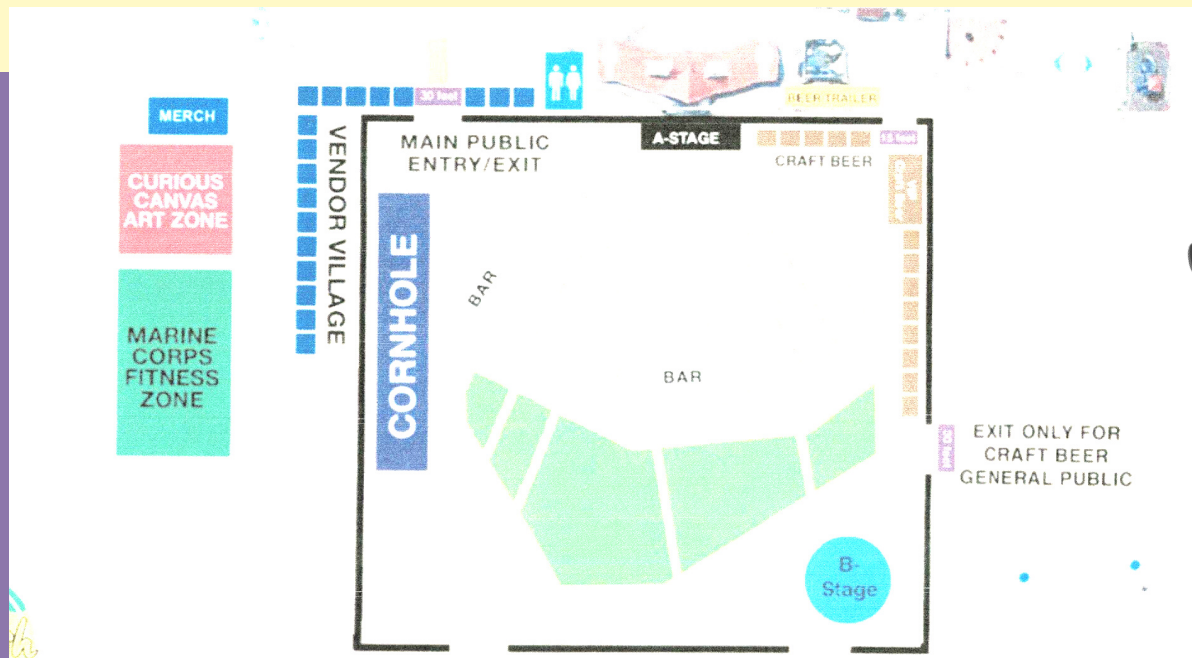 MERCH
30 feet
BEER TRAILER
MAIN PUBLIC
ENTRY/EXIT
A-STAGE
CRAFT BEER
CURIOUS
CANVAS
ART ZONE
VENDOR VILLAGE
CORNHOLE
BAR
MARINE
CORPS
FITNESS
ZONE
BAR
EXIT ONLY FOR
CRAFT BEER
GENERAL PUBLIC
B-
Stage